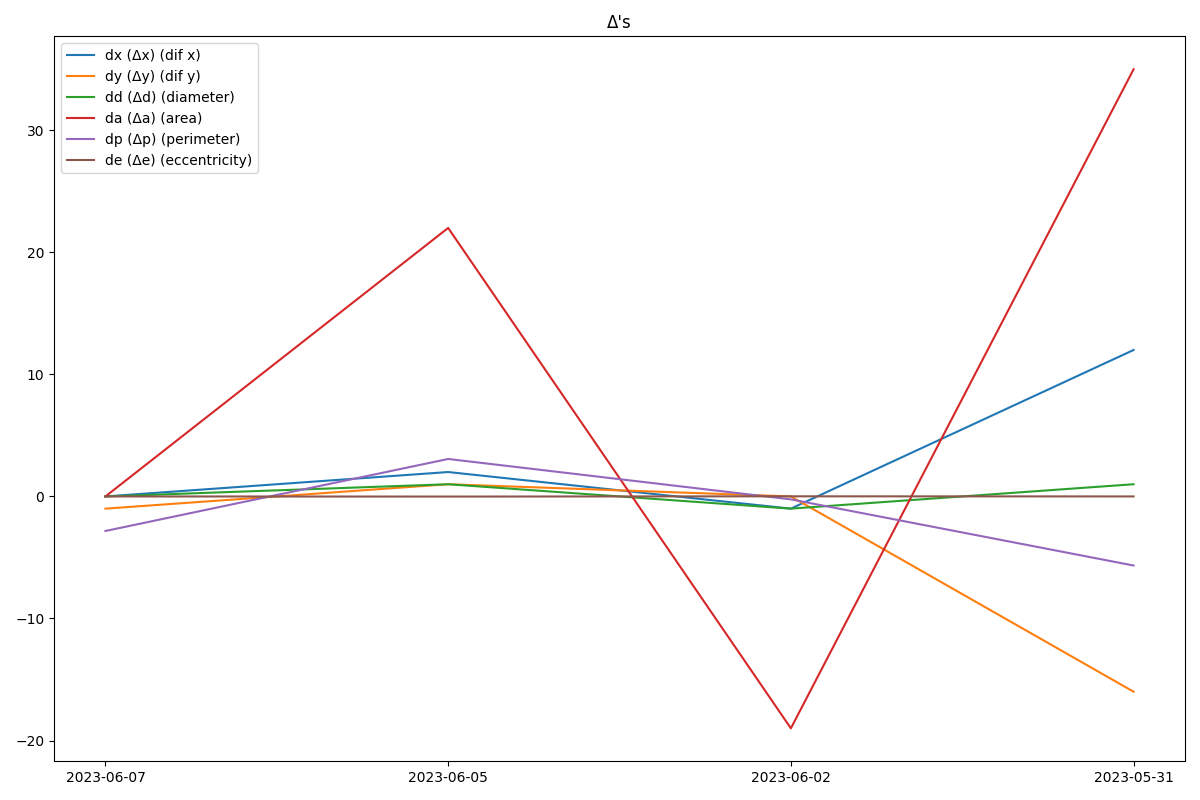 Δ's
dx (Δx) (dif x)
dy (Δy) (dif y)
dd (Δd) (diameter)
da (Δa) (area)
dp (Δp) (perimeter)
de (Δe) (eccentricity)
30
20
10
0
−10
−20
2023-06-07 2023-06-05 2023-06-02 2023-05-31